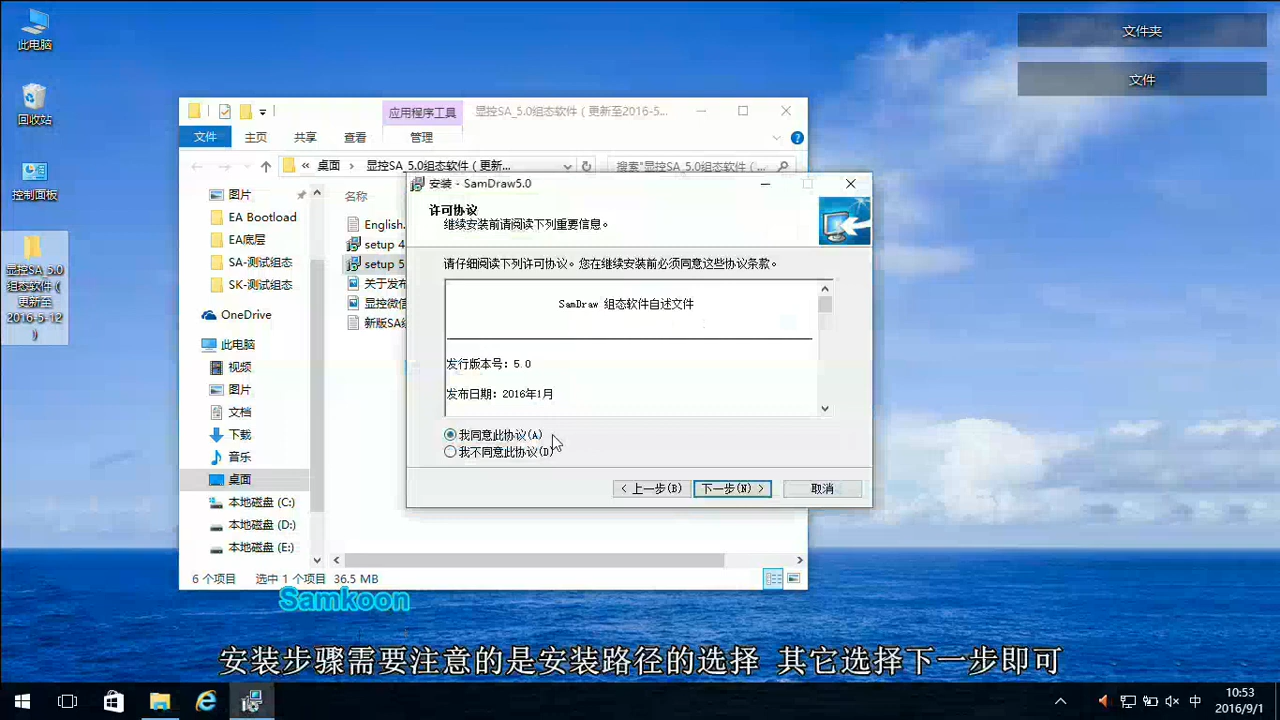 此电脑
回收站
控制面板
显控SA_5.0
组态软件 (
更新至
2016-5-12
)
文件夹
文件
应用程序工具
显控SA_5.0组态软件 ( 更新至2016-5...
文件
主页
共享
查看
管理
« 桌面 › 显控SA_5.0组态软件 ( 更新...
搜索"显控SA_5.0组态软件 (...
图片
EA Bootload
EA底层
SA-测试组态
SK-测试组态
OneDrive
此电脑
视频
图片
文档
下载
音乐
桌面
本地磁盘 (C:)
本地磁盘 (D:)
本地磁盘 (E:)
名称
English.
setup 4
setup 5
关于发布
显控微信
新版SA
6 个项目
选中 1 个项目 36.5 MB
安装 - SamDraw5.0
许可协议
继续安装前请阅读下列重要信息。
请仔细阅读下列许可协议。您在继续安装前必须同意这些协议条款。
SamDraw 组态软件自述文件
发行版本号: 5.0
发布日期: 2016年1月
我同意此协议(A)
我不同意此协议(D)
< 上一步(B)
下一步(N) >
取消
Samkoon
安装步骤需要注意的是安装路径的选择 其它选择下一步即可
中
10:53
2016/9/1